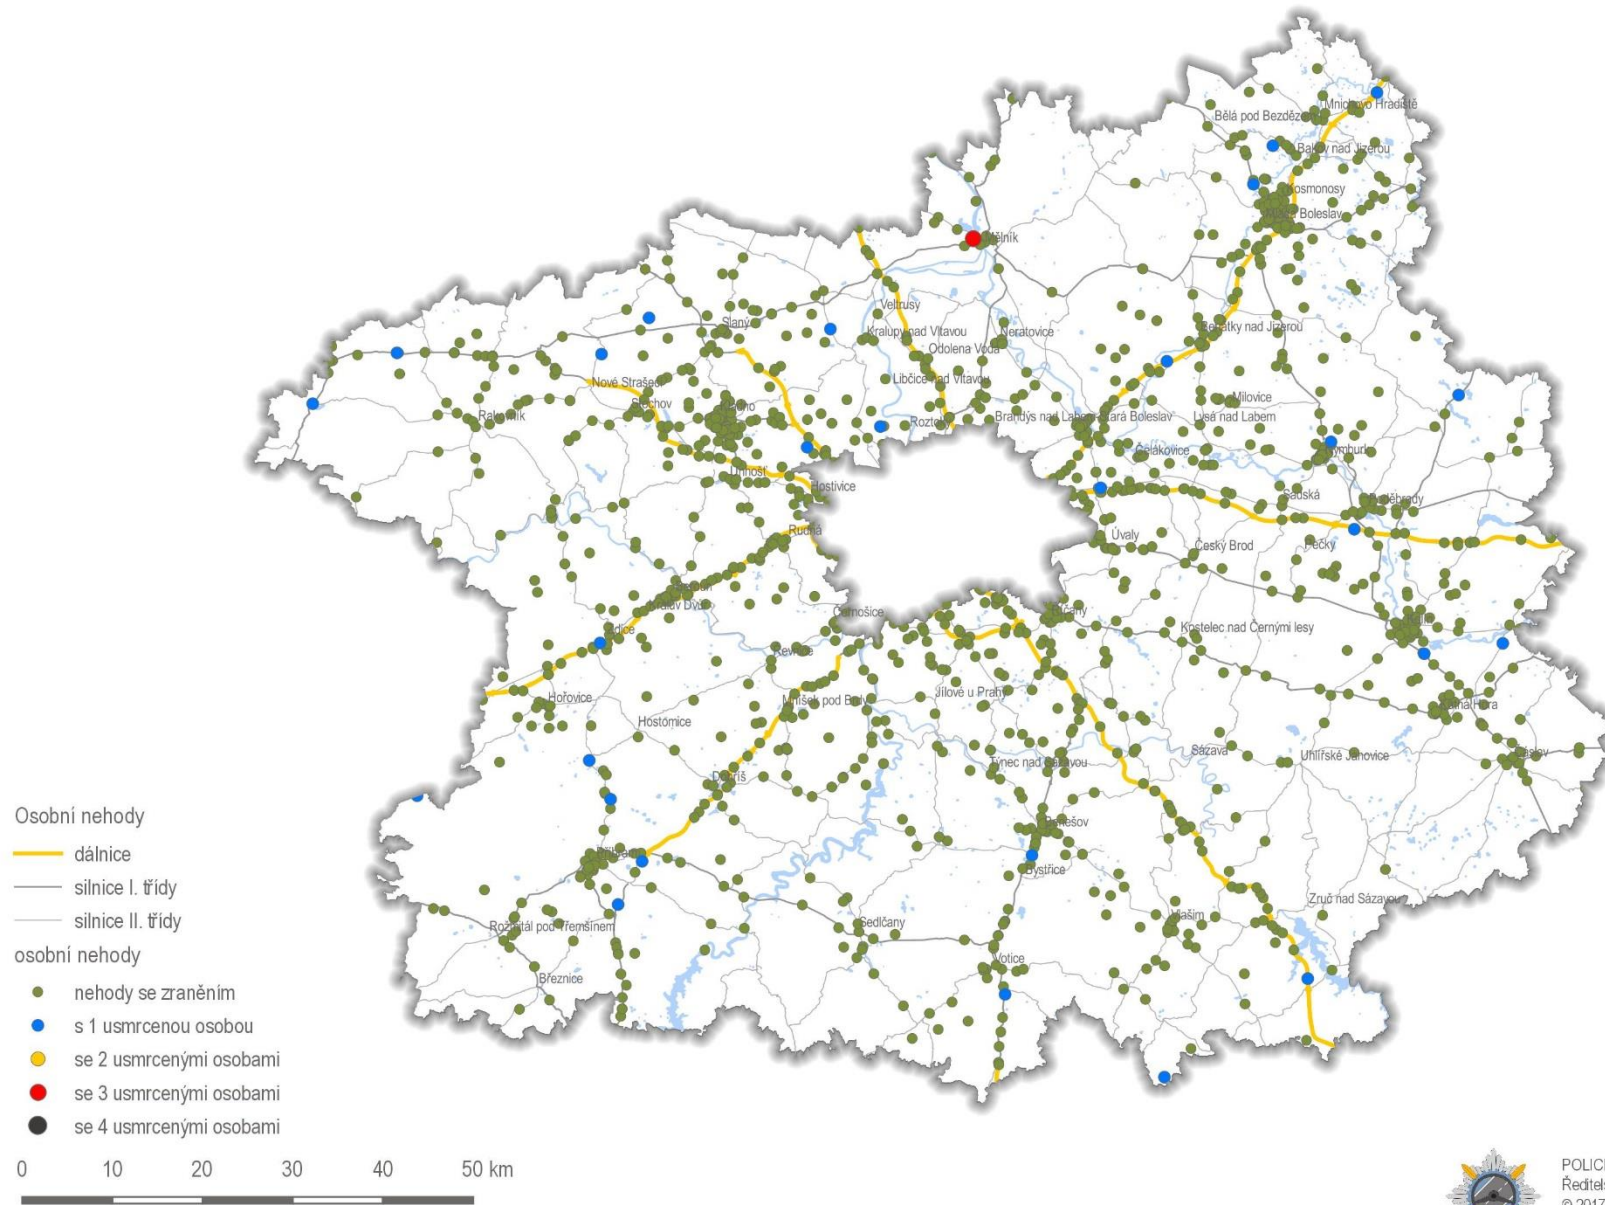 Mnichovo Hradiště
Bělá pod Bezdězem
Bakov nad Jizerou
Kosmonosy
Mladá Boleslav
Mělník
Veltrusy
Slaný
Kralupy nad Vltavou
Neratovice
Benátky nad Jizerou
Odolena Voda
Libčice nad Vltavou
Nové Strašecí
Stochov
Kladno
Rakovník
Roztoky
Brandýs nad Labem-Stará Boleslav
Milovice
Lysá nad Labem
Čelákovice
Nymburk
Unhošť
Hostivice
Sadská
Poděbrady
Rudná
Úvaly
Český Brod
Pečky
Beroun
Králův Dvůr
Černošice
Říčany
Kolín
Zdice
Kostelec nad Černými lesy
Řevnice
Hořovice
Mníšek pod Brdy
Jílové u Prahy
Kutná Hora
Hostomice
Sázava
Uhlířské Janovice
Čáslav
Týnec nad Sázavou
Dobříš
Benešov
Příbram
Bystřice
Zruč nad Sázavou
Vlašim
Rožmitál pod Třemšínem
Sedlčany
Votice
Březnice
Osobní nehody
dálnice
silnice I. třídy
silnice II. třídy
osobní nehody
nehody se zraněním
s 1 usmrcenou osobou
se 2 usmrcenými osobami
se 3 usmrcenými osobami
se 4 usmrcenými osobami
0 10 20 30 40 50 km
POLICI
Ředitels
© 2017